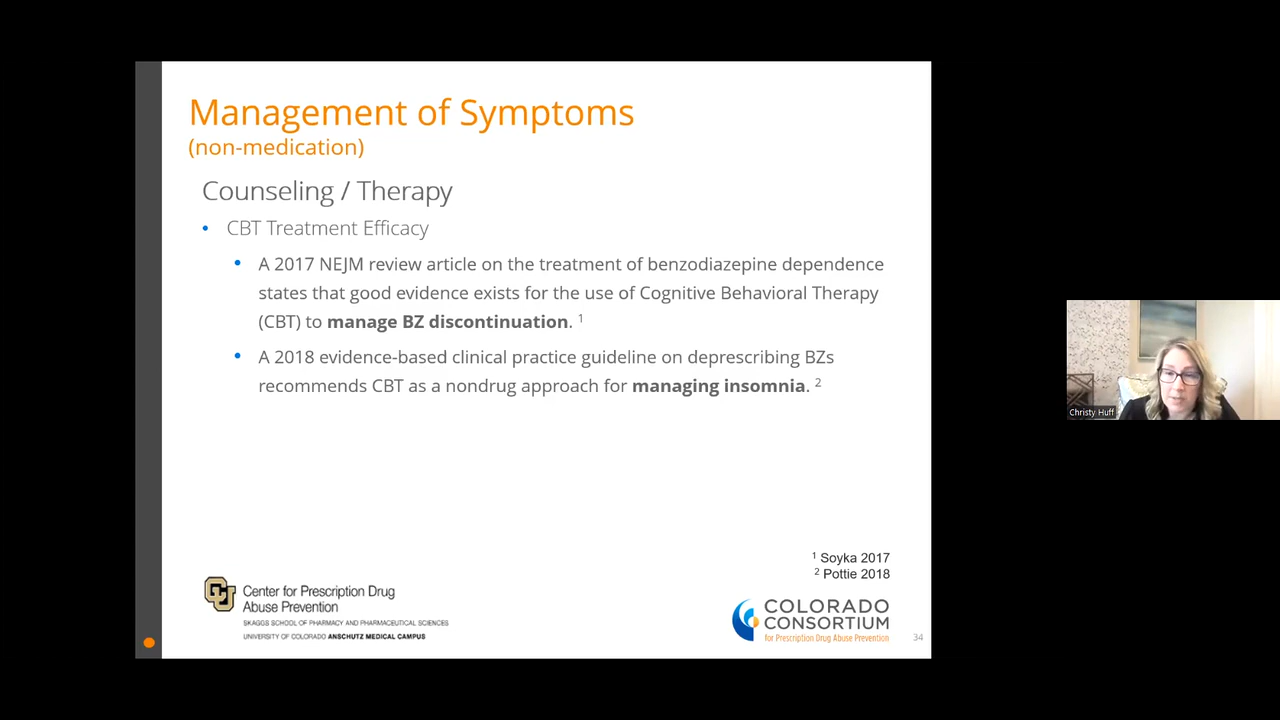 Management of Symptoms
(non-medication)
Counseling / Therapy
• CBT Treatment Efficacy
• A 2017 NEJM review article on the treatment of benzodiazepine dependence
states that good evidence exists for the use of Cognitive Behavioral Therapy
(CBT) to manage BZ discontinuation. 1
• A 2018 evidence-based clinical practice guideline on deprescribing BZs
recommends CBT as a nondrug approach for managing insomnia. 2
1 Soyka 2017
2 Pottie 2018
CU
Center for Prescription Drug
Abuse Prevention
SKAGGS SCHOOL OF PHARMACY AND PHARMACEUTICAL SCIENCES
UNIVERSITY OF COLORADO ANSCHUTZ MEDICAL CAMPUS
COLORADO
CONSORTIUM
for Prescription Drug Abuse Prevention
34
Christy Huff